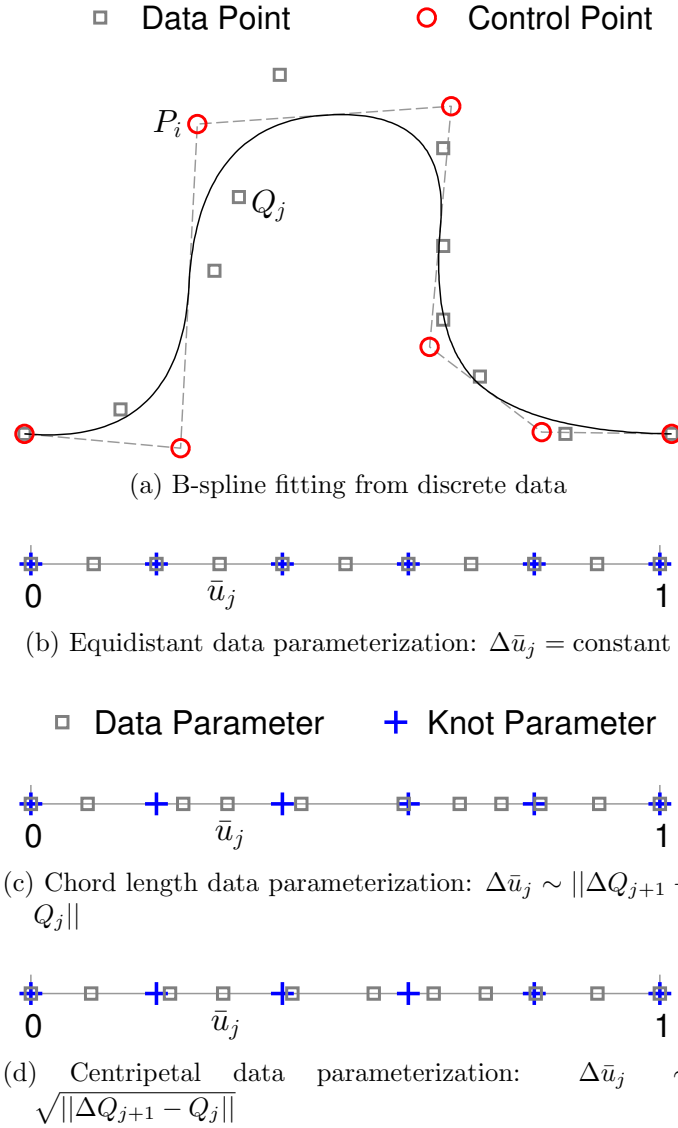 Data Point Control Point
P_i
Q_j
(a) B-spline fitting from discrete data
0 ū_j 1
(b) Equidistant data parameterization: Δū_j = constant
Data Parameter Knot Parameter
0 ū_j 1
(c) Chord length data parameterization: Δū_j ∼ ||ΔQ_{j+1} -
Q_j||
0 ū_j 1
(d) Centripetal data parameterization: Δū_j ∼
√||ΔQ_{j+1} − Q_j||